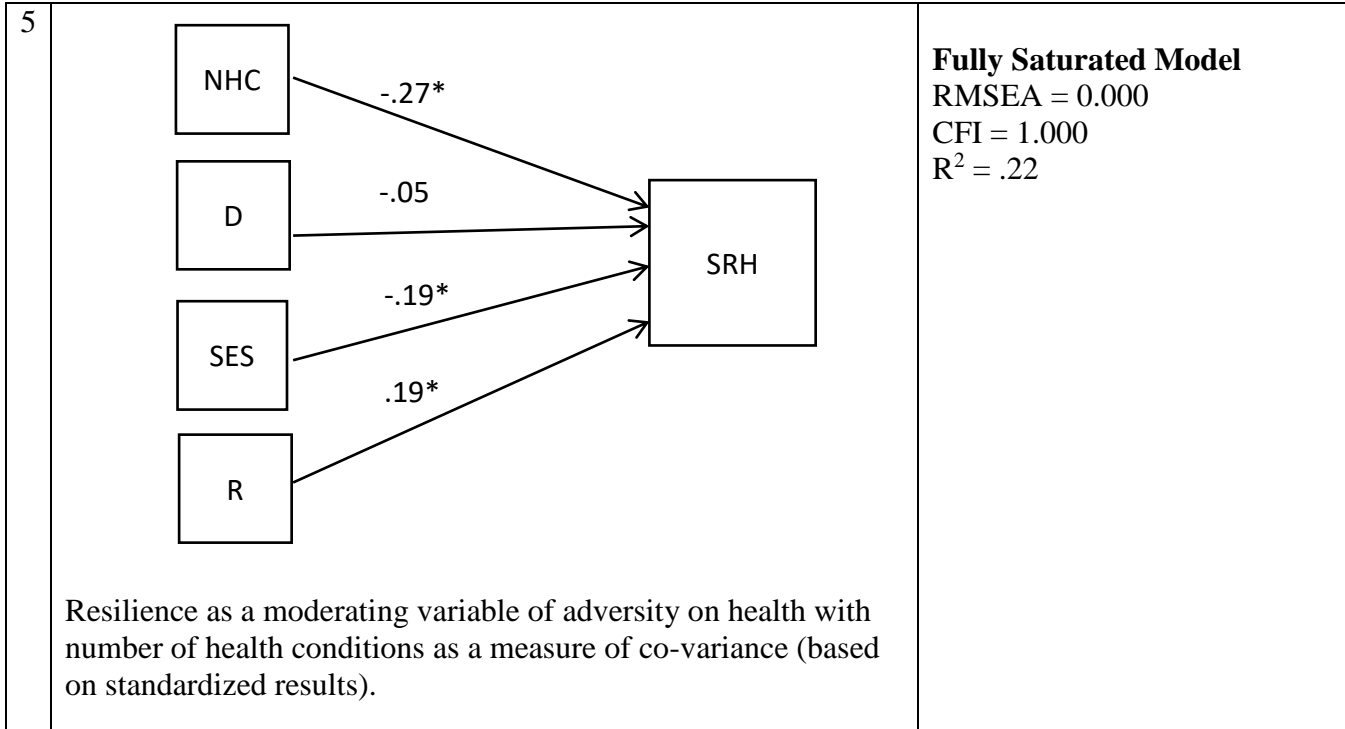 5
NHC
-.27*
D
-.05
SRH
SES
-.19*
R
.19*
Resilience as a moderating variable of adversity on health with
number of health conditions as a measure of co-variance (based
on standardized results).
Fully Saturated Model
RMSEA = 0.000
CFI = 1.000
R² = .22